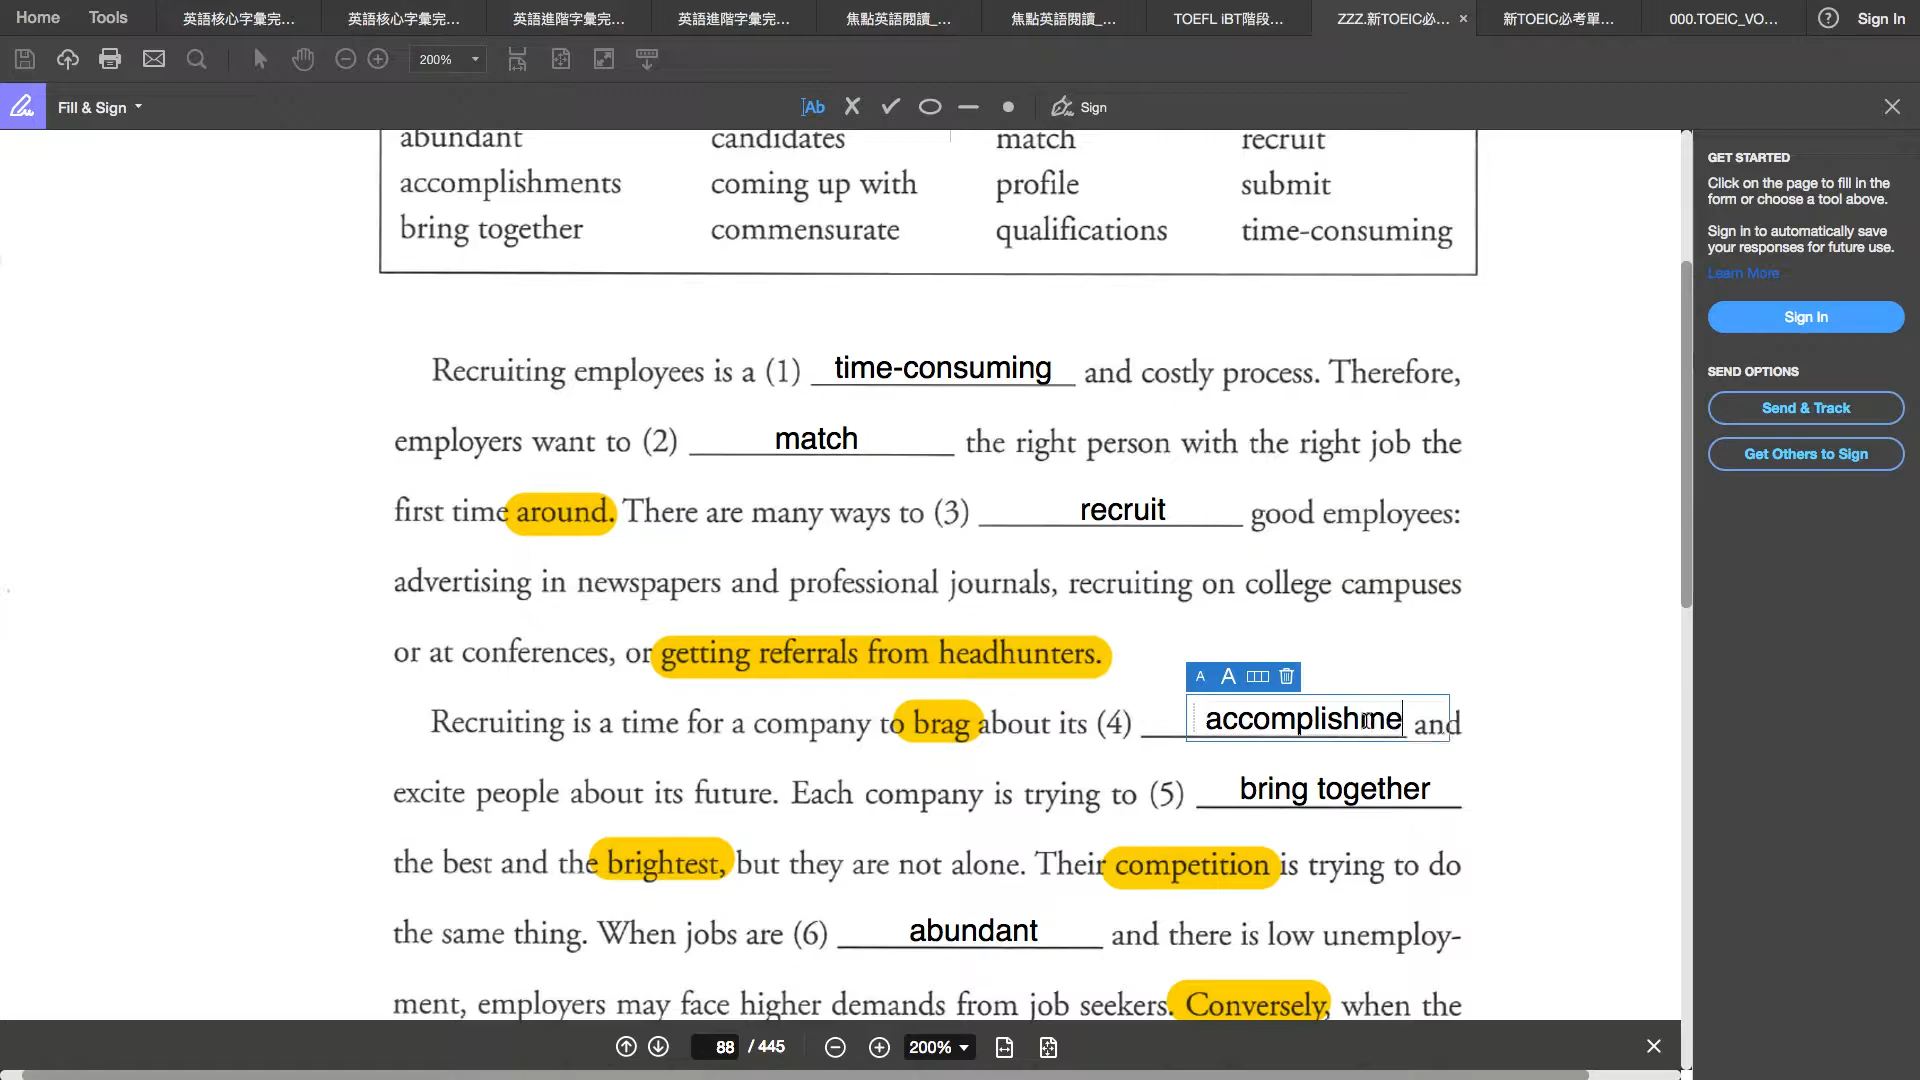 Home Tools 英語核心字彙完... 英語核心字彙完... 英語進階字彙完... 英語進階字彙完... 焦點英語閱讀_... 焦點英語閱讀_... TOEFL iBT階段... ZZZ.新TOEIC必... × 新TOEIC必考單... 000.TOEIC_VO... ? Sign In
200%
Fill & Sign Ab Sign
abundant candidates match recruit
accomplishments coming up with profile submit
bring together commensurate qualifications time-consuming
Recruiting employees is a (1) time-consuming and costly process. Therefore,
employers want to (2) match the right person with the right job the
first time around. There are many ways to (3) recruit good employees:
advertising in newspapers and professional journals, recruiting on college campuses
or at conferences, or getting referrals from headhunters.
A A
Recruiting is a time for a company to brag about its (4) accomplishme and
excite people about its future. Each company is trying to (5) bring together
the best and the brightest, but they are not alone. Their competition is trying to do
the same thing. When jobs are (6) abundant and there is low unemploy-
ment, employers may face higher demands from job seekers. Conversely, when the
GET STARTED
Click on the page to fill in the
form or choose a tool above.
Sign in to automatically save
your responses for future use.
Learn More
Sign In
SEND OPTIONS
Send & Track
Get Others to Sign
88 / 445 200%